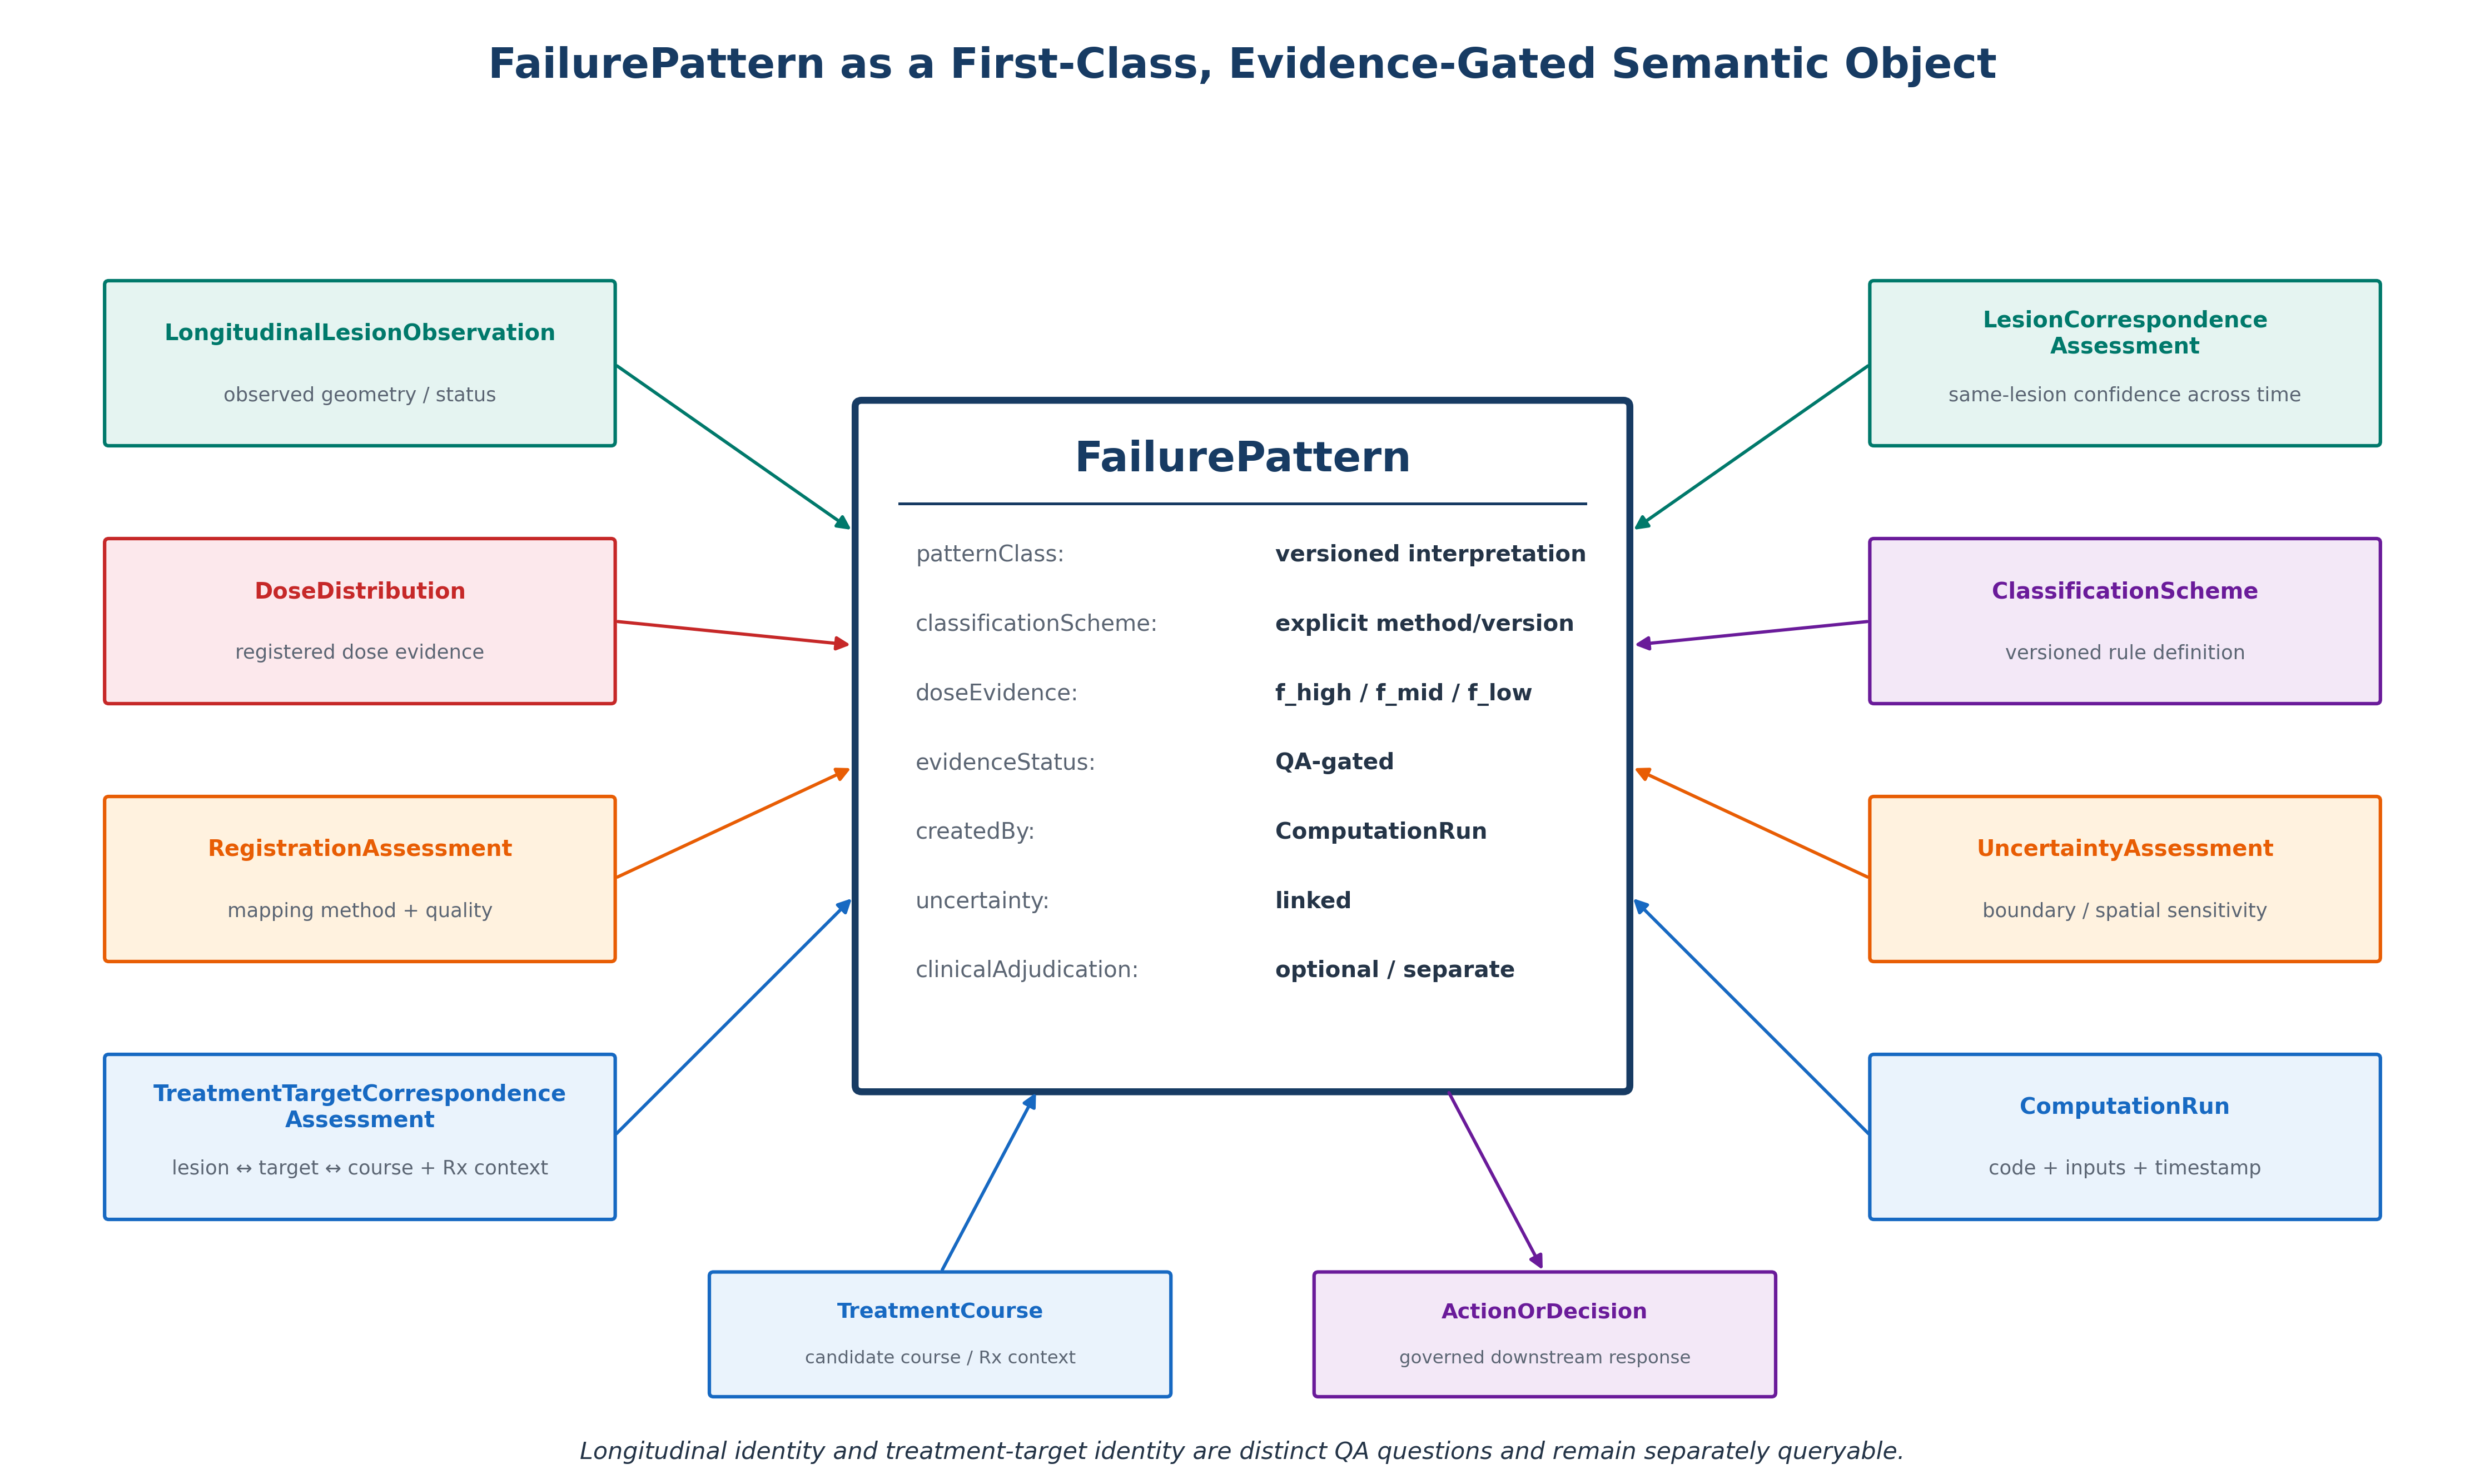 FailurePattern as a First-Class, Evidence-Gated Semantic Object
LongitudinalLesionObservation
observed geometry / status
DoseDistribution
registered dose evidence
RegistrationAssessment
mapping method + quality
TreatmentTargetCorrespondence
Assessment
lesion ↔ target ↔ course + Rx context
FailurePattern
patternClass: versioned interpretation
classificationScheme: explicit method/version
doseEvidence: f_high / f_mid / f_low
evidenceStatus: QA-gated
createdBy: ComputationRun
uncertainty: linked
clinicalAdjudication: optional / separate
LesionCorrespondence
Assessment
same-lesion confidence across time
ClassificationScheme
versioned rule definition
UncertaintyAssessment
boundary / spatial sensitivity
ComputationRun
code + inputs + timestamp
TreatmentCourse
candidate course / Rx context
ActionOrDecision
governed downstream response
Longitudinal identity and treatment-target identity are distinct QA questions and remain separately queryable.